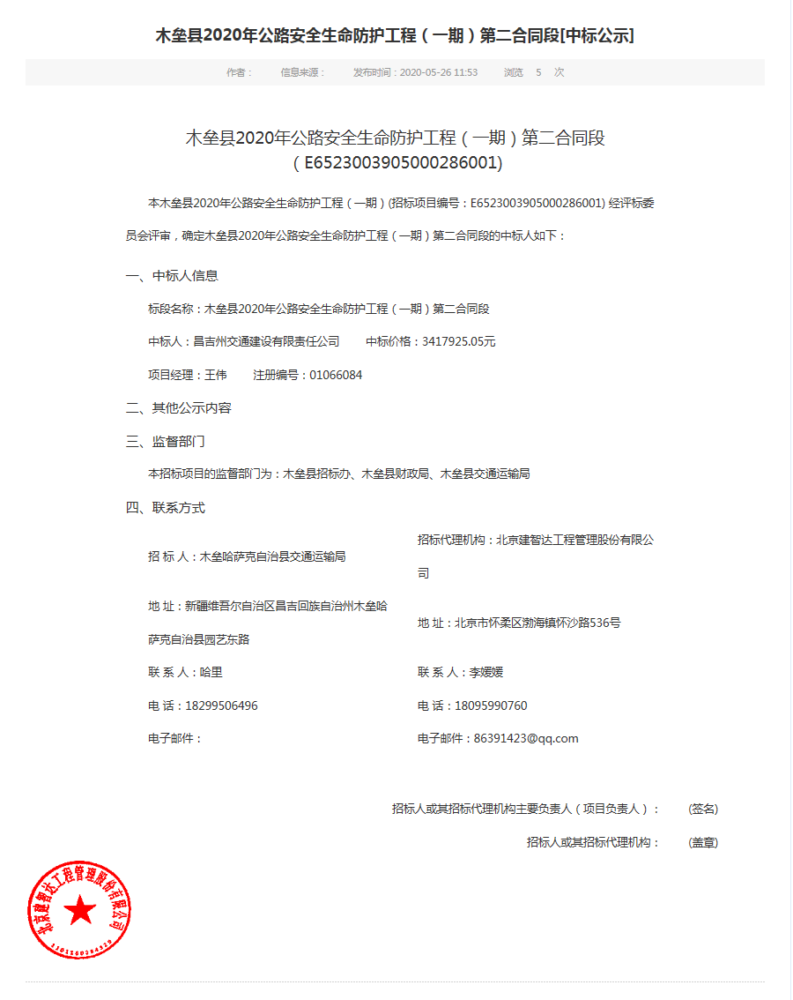 木垒县2020年公路安全生命防护工程（一期）第二合同段[中标公示]
作者： 信息来源： 发布时间：2020-05-26 11:53 浏览 5 次
木垒县2020年公路安全生命防护工程（一期）第二合同段
（E6523003905000286001)
本木垒县2020年公路安全生命防护工程（一期）(招标项目编号：E6523003905000286001) 经评标委
员会评审，确定木垒县2020年公路安全生命防护工程（一期）第二合同段的中标人如下：
一、中标人信息
标段名称：木垒县2020年公路安全生命防护工程（一期）第二合同段
中标人：昌吉州交通建设有限责任公司 中标价格：3417925.05元
项目经理：王伟 注册编号：01066084
二、其他公示内容
三、监督部门
本招标项目的监督部门为：木垒县招标办、木垒县财政局、木垒县交通运输局
四、联系方式
招 标 人：木垒哈萨克自治县交通运输局
招标代理机构：北京建智达工程管理股份有限公
司
地 址：新疆维吾尔自治区昌吉回族自治州木垒哈
萨克自治县园艺东路
地 址：北京市怀柔区渤海镇怀沙路536号
联 系 人：哈里
联 系 人：李媛媛
电 话：18299506496
电 话：18095990760
电子邮件：
电子邮件：86391423@qq.com
招标人或其招标代理机构主要负责人（项目负责人）： (签名)
招标人或其招标代理机构： (盖章)
北京建智达工程管理股份有限公司